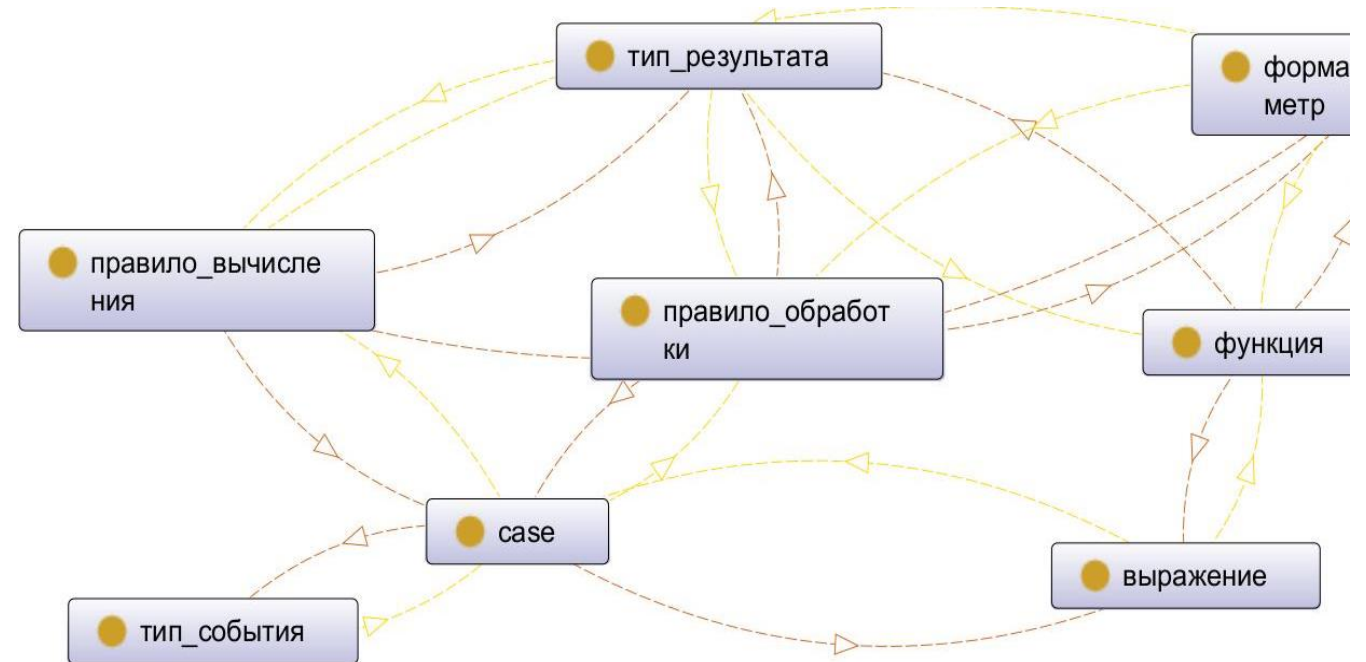 тип_результата
форма
метр
правило_вычисле
ния
правило_обработ
ки
функция
case
выражение
тип_события